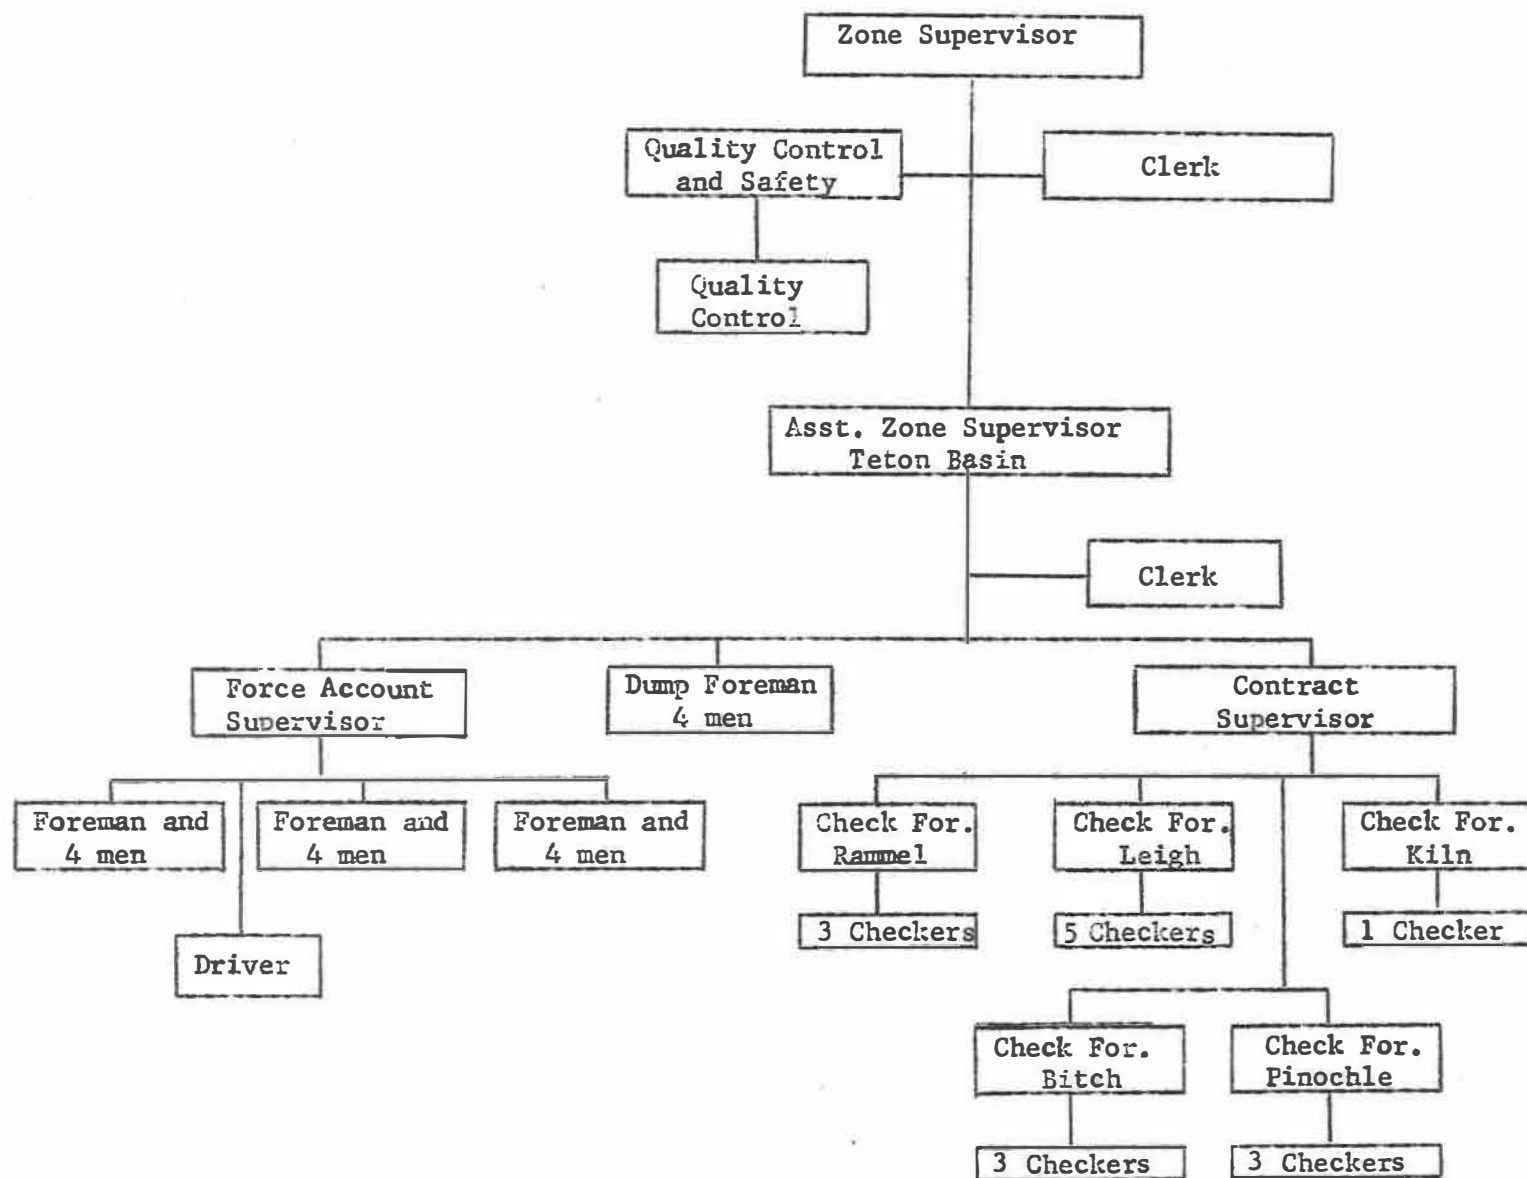 Zone Supervisor
Quality Control
and Safety
Clerk
Quality
Control
Asst. Zone Supervisor
Teton Basin
Clerk
Force Account
Supervisor
Dump Foreman
4 men
Contract
Supervisor
Foreman and
4 men
Foreman and
4 men
Foreman and
4 men
Driver
Check For.
Rammel
3 Checkers
Check For.
Leigh
5 Checkers
Check For.
Kiln
1 Checker
Check For.
Bitch
3 Checkers
Check For.
Pinochle
3 Checkers